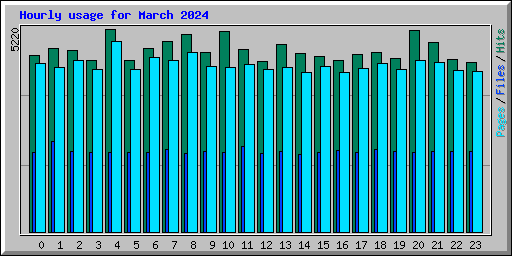 Hourly usage for March 2024
5220
Pages / Files / Hits
0 1 2 3 4 5 6 7 8 9 10 11 12 13 14 15 16 17 18 19 20 21 22 23